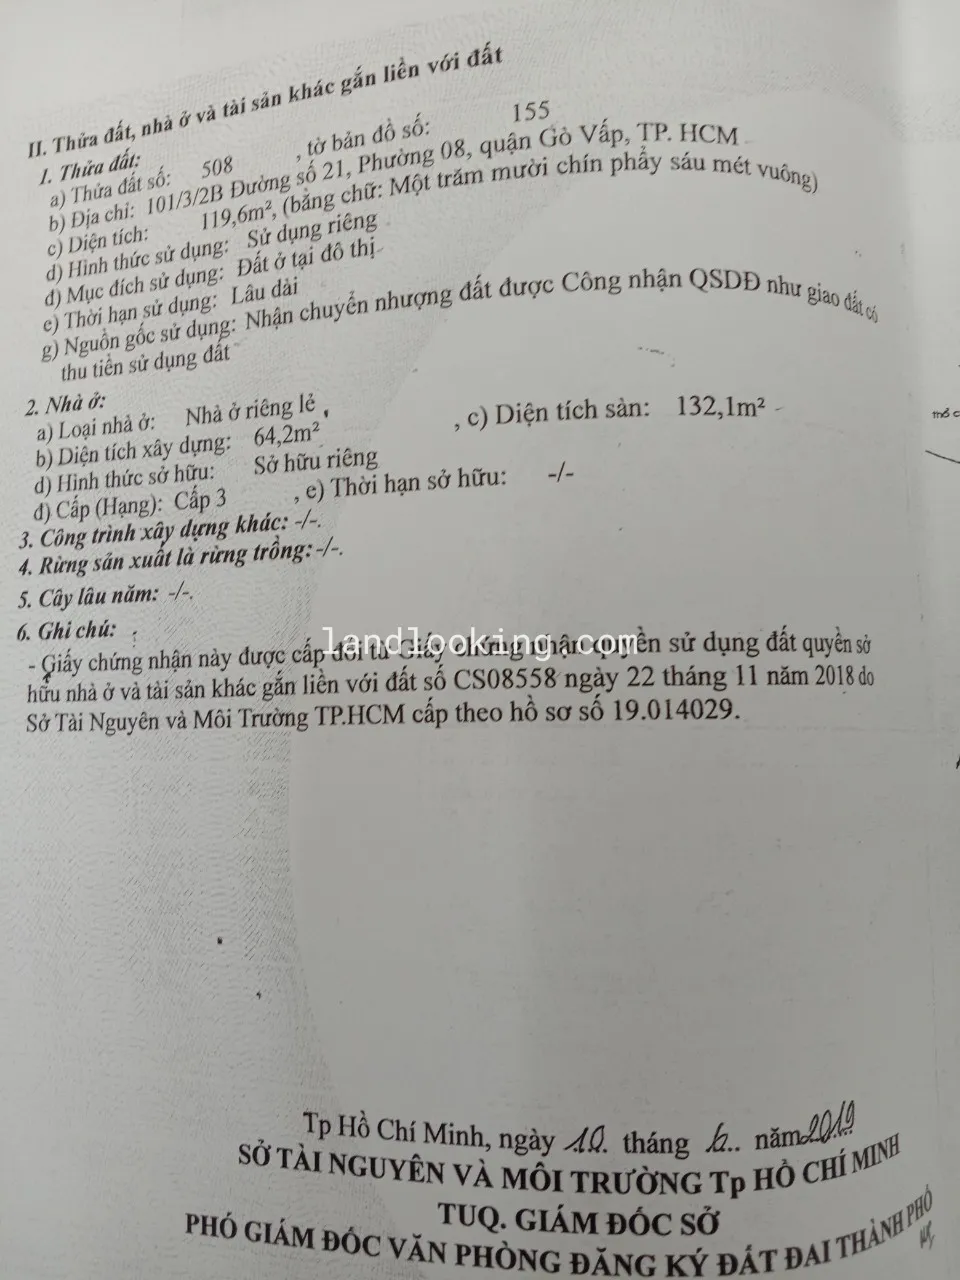 II. Thửa đất, nhà ở và tài sản khác gắn liền với đất
1. Thửa đất:
a) Thửa đất số: 508 , tờ bản đồ số: 155
b) Địa chỉ: 101/3/2B Đường số 21, Phường 08, quận Gò Vấp, TP. HCM
c) Diện tích: 119,6m², (bằng chữ: Một trăm mười chín phẩy sáu mét vuông)
d) Hình thức sử dụng: Sử dụng riêng
đ) Mục đích sử dụng: Đất ở tại đô thị
e) Thời hạn sử dụng: Lâu dài
g) Nguồn gốc sử dụng: Nhận chuyển nhượng đất được Công nhận QSDĐ như giao đất có
thu tiền sử dụng đất
2. Nhà ở:
a) Loại nhà ở: Nhà ở riêng lẻ ,
b) Diện tích xây dựng: 64,2m² , c) Diện tích sàn: 132,1m²
d) Hình thức sở hữu: Sở hữu riêng
đ) Cấp (Hạng): Cấp 3 , e) Thời hạn sở hữu: -/-
3. Công trình xây dựng khác: -/-.
4. Rừng sản xuất là rừng trồng: -/-.
5. Cây lâu năm: -/-.
6. Ghi chú:
landlooking.com
- Giấy chứng nhận này được cấp đổi từ Giấy chứng nhận quyền sử dụng đất quyền sở
hữu nhà ở và tài sản khác gắn liền với đất số CS08558 ngày 22 tháng 11 năm 2018 do
Sở Tài Nguyên và Môi Trường TP.HCM cấp theo hồ sơ số 19.014029.
Tp Hồ Chí Minh, ngày 10. tháng năm 2019
SỞ TÀI NGUYÊN VÀ MÔI TRƯỜNG Tp HỒ CHÍ MINH
TUQ. GIÁM ĐỐC SỞ
PHÓ GIÁM ĐỐC VĂN PHÒNG ĐĂNG KÝ ĐẤT ĐAI THÀNH PHỐ